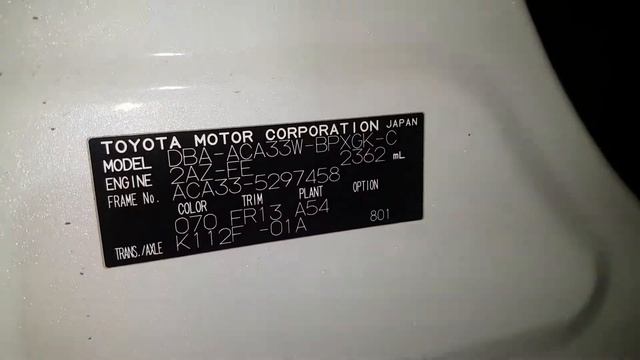 TOYOTA MOTOR CORPORATION JAPAN
MODEL DBA-ACA33W-BPXGK-C
ENGINE 2AZ-FE 2362 mL
FRAME No. ACA33-5297458
COLOR TRIM PLANT OPTION
070 FR13 A54
TRANS./AXLE K112F -01A 801